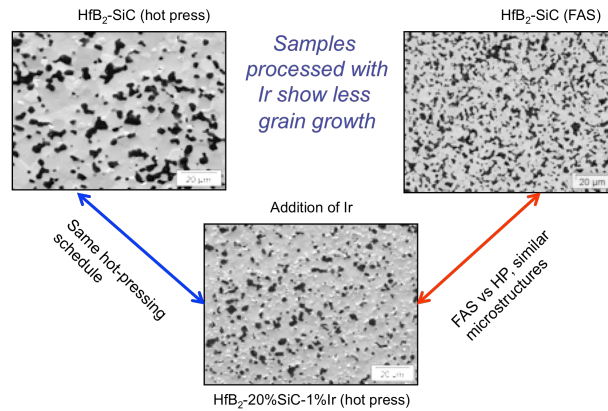 HfB₂-SiC (hot press)
HfB₂-SiC (FAS)
Samples
processed with
Ir show less
grain growth
20 µm
20 µm
Addition of Ir
Same hot-pressing
schedule
FAS vs HP, similar
microstructures
20 µm
HfB₂-20%SiC-1%Ir (hot press)